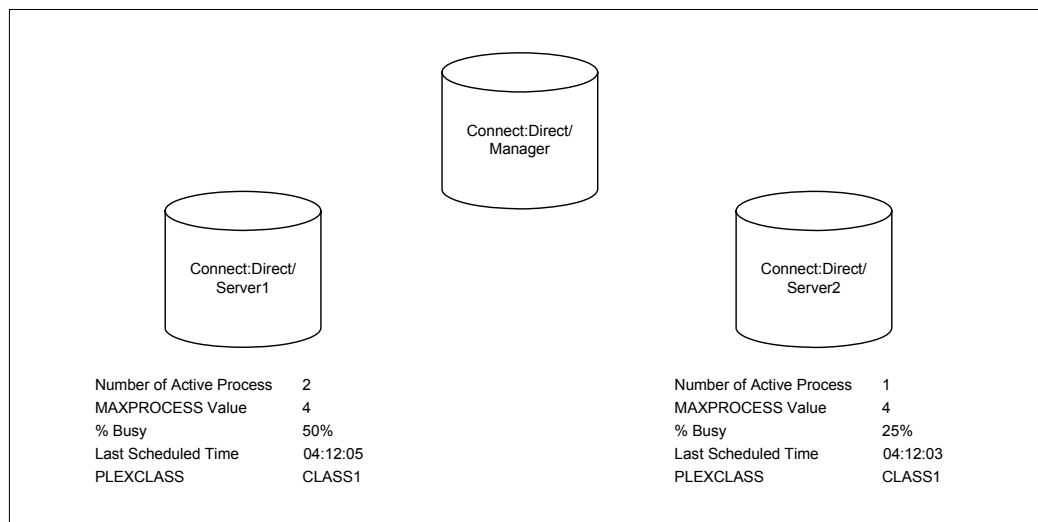 Connect:Direct/
Manager
Connect:Direct/
Server1
Connect:Direct/
Server2
Number of Active Process 2
MAXPROCESS Value 4
% Busy 50%
Last Scheduled Time 04:12:05
PLEXCLASS CLASS1
Number of Active Process 1
MAXPROCESS Value 4
% Busy 25%
Last Scheduled Time 04:12:03
PLEXCLASS CLASS1